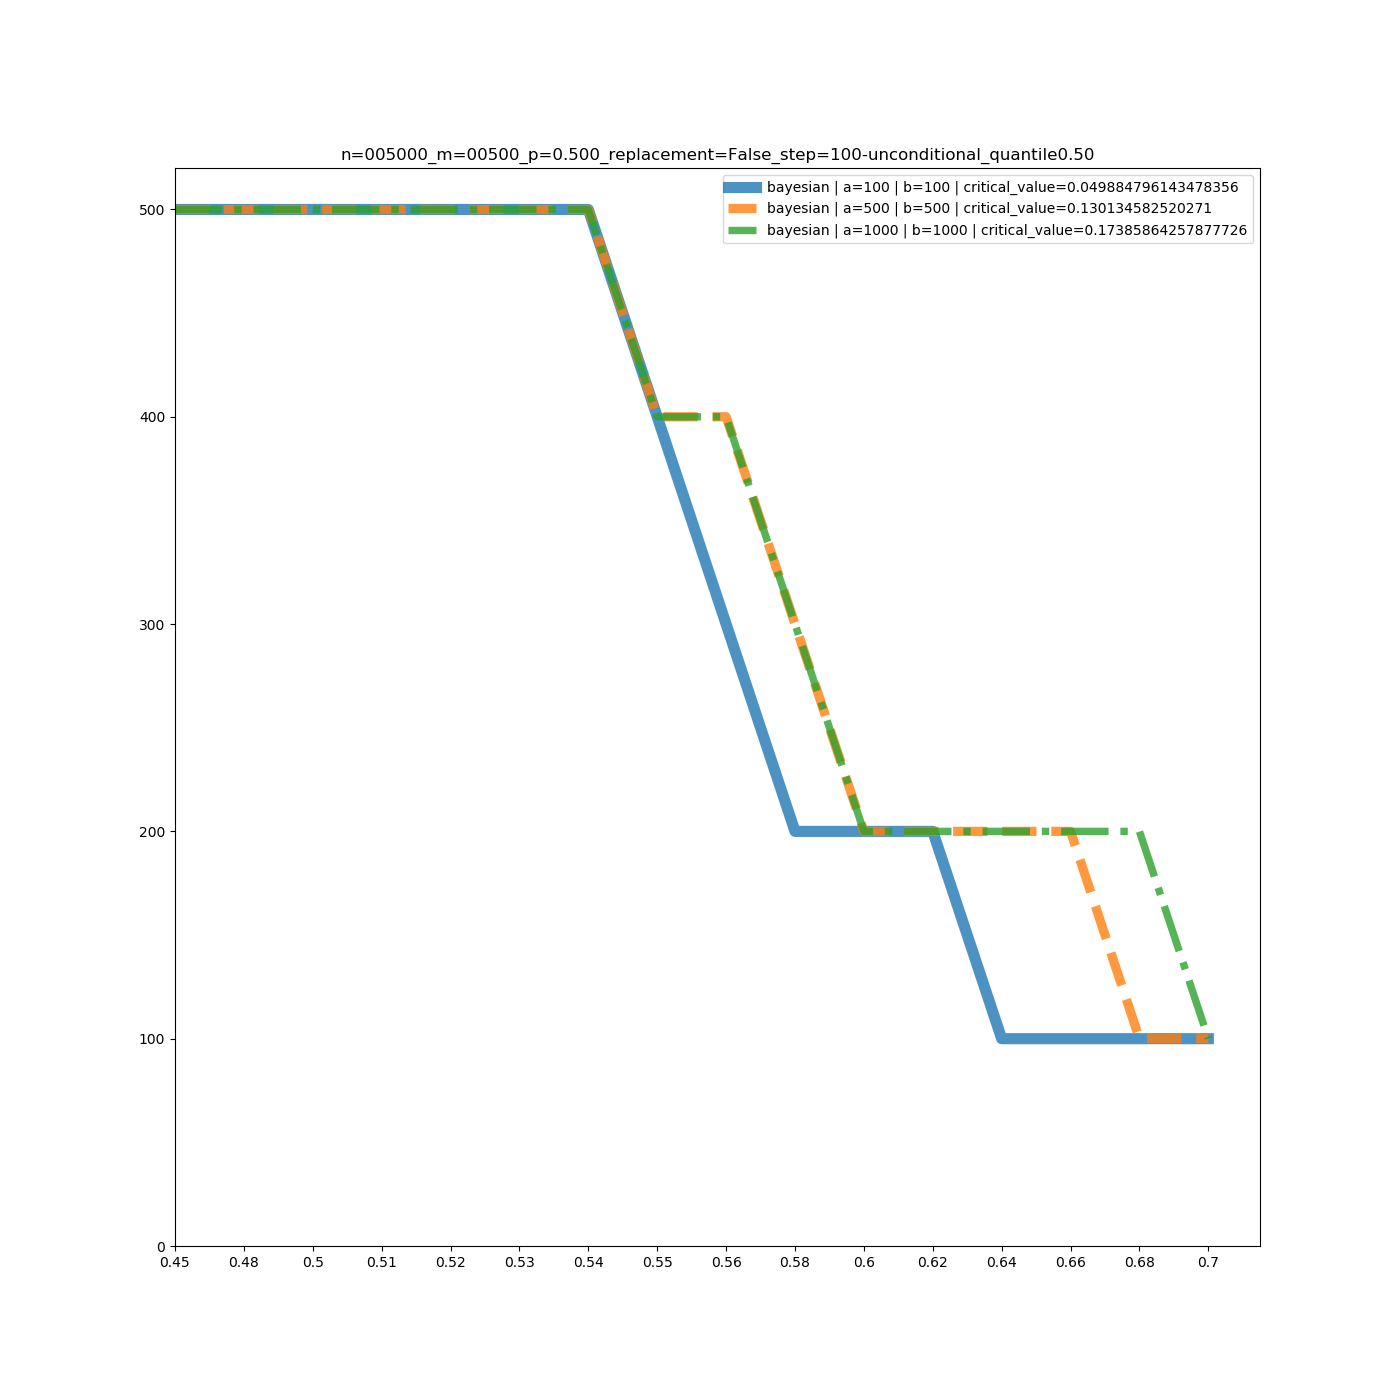 n=005000_m=00500_p=0.500_replacement=False_step=100-unconditional_quantile0.50
bayesian | a=100 | b=100 | critical_value=0.049884796143478356
bayesian | a=500 | b=500 | critical_value=0.130134582520271
bayesian | a=1000 | b=1000 | critical_value=0.17385864257877726
500
400
300
200
100
0
0.45 0.48 0.5 0.51 0.52 0.53 0.54 0.55 0.56 0.58 0.6 0.62 0.64 0.66 0.68 0.7